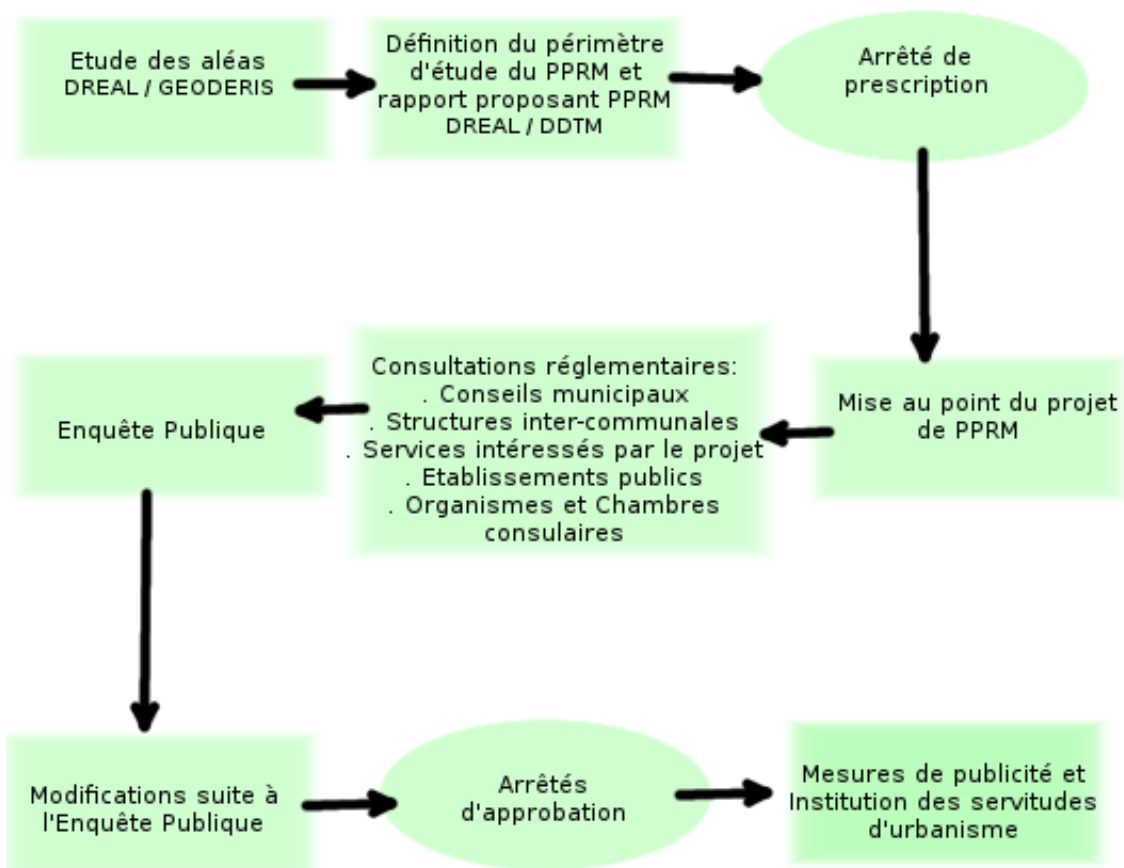 Etude des aléas
DREAL / GEODERIS
Définition du périmètre
d'étude du PPRM et
rapport proposant PPRM
DREAL / DDTM
Arrêté de
prescription
Mise au point du projet
de PPRM
Consultations réglementaires:
. Conseils municipaux
. Structures inter-communales
. Services intéressés par le projet
. Etablissements publics
. Organismes et Chambres
consulaires
Enquête Publique
Modifications suite à
l'Enquête Publique
Arrêtés
d'approbation
Mesures de publicité et
Institution des servitudes
d'urbanisme